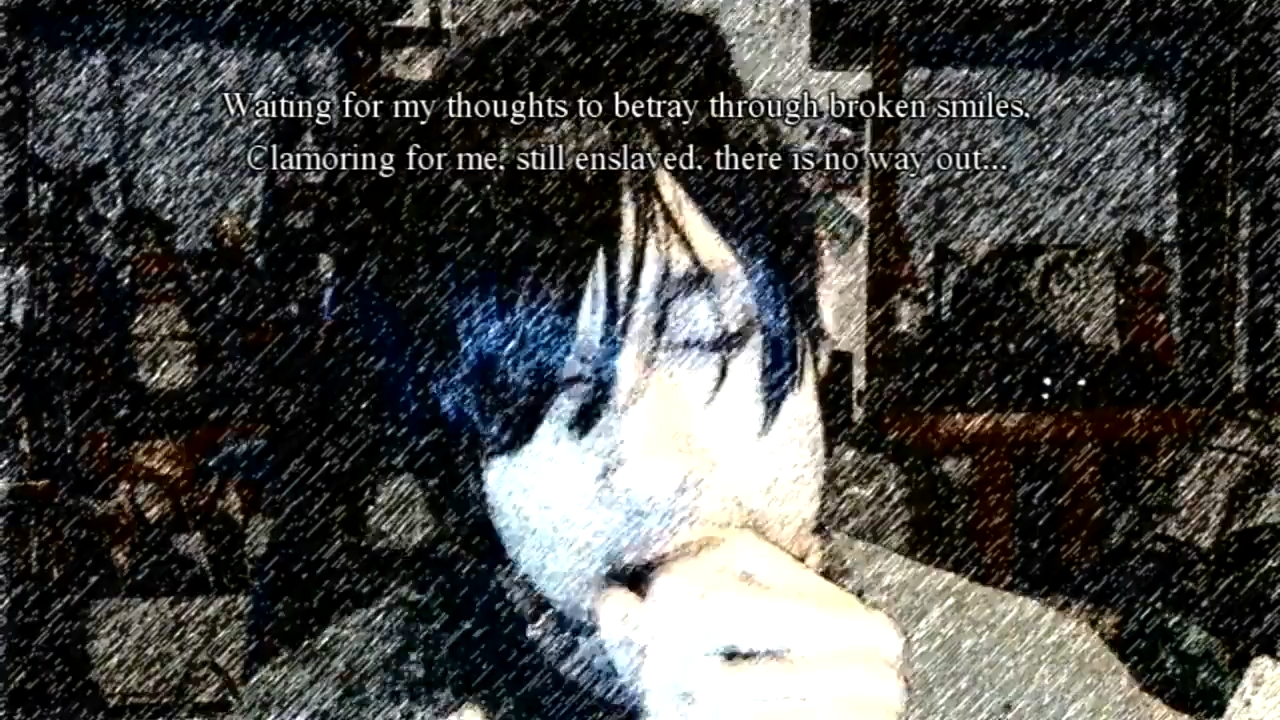 Waiting for my thoughts to betray through broken smiles,
Clamoring for me, still enslaved, there is no way out...